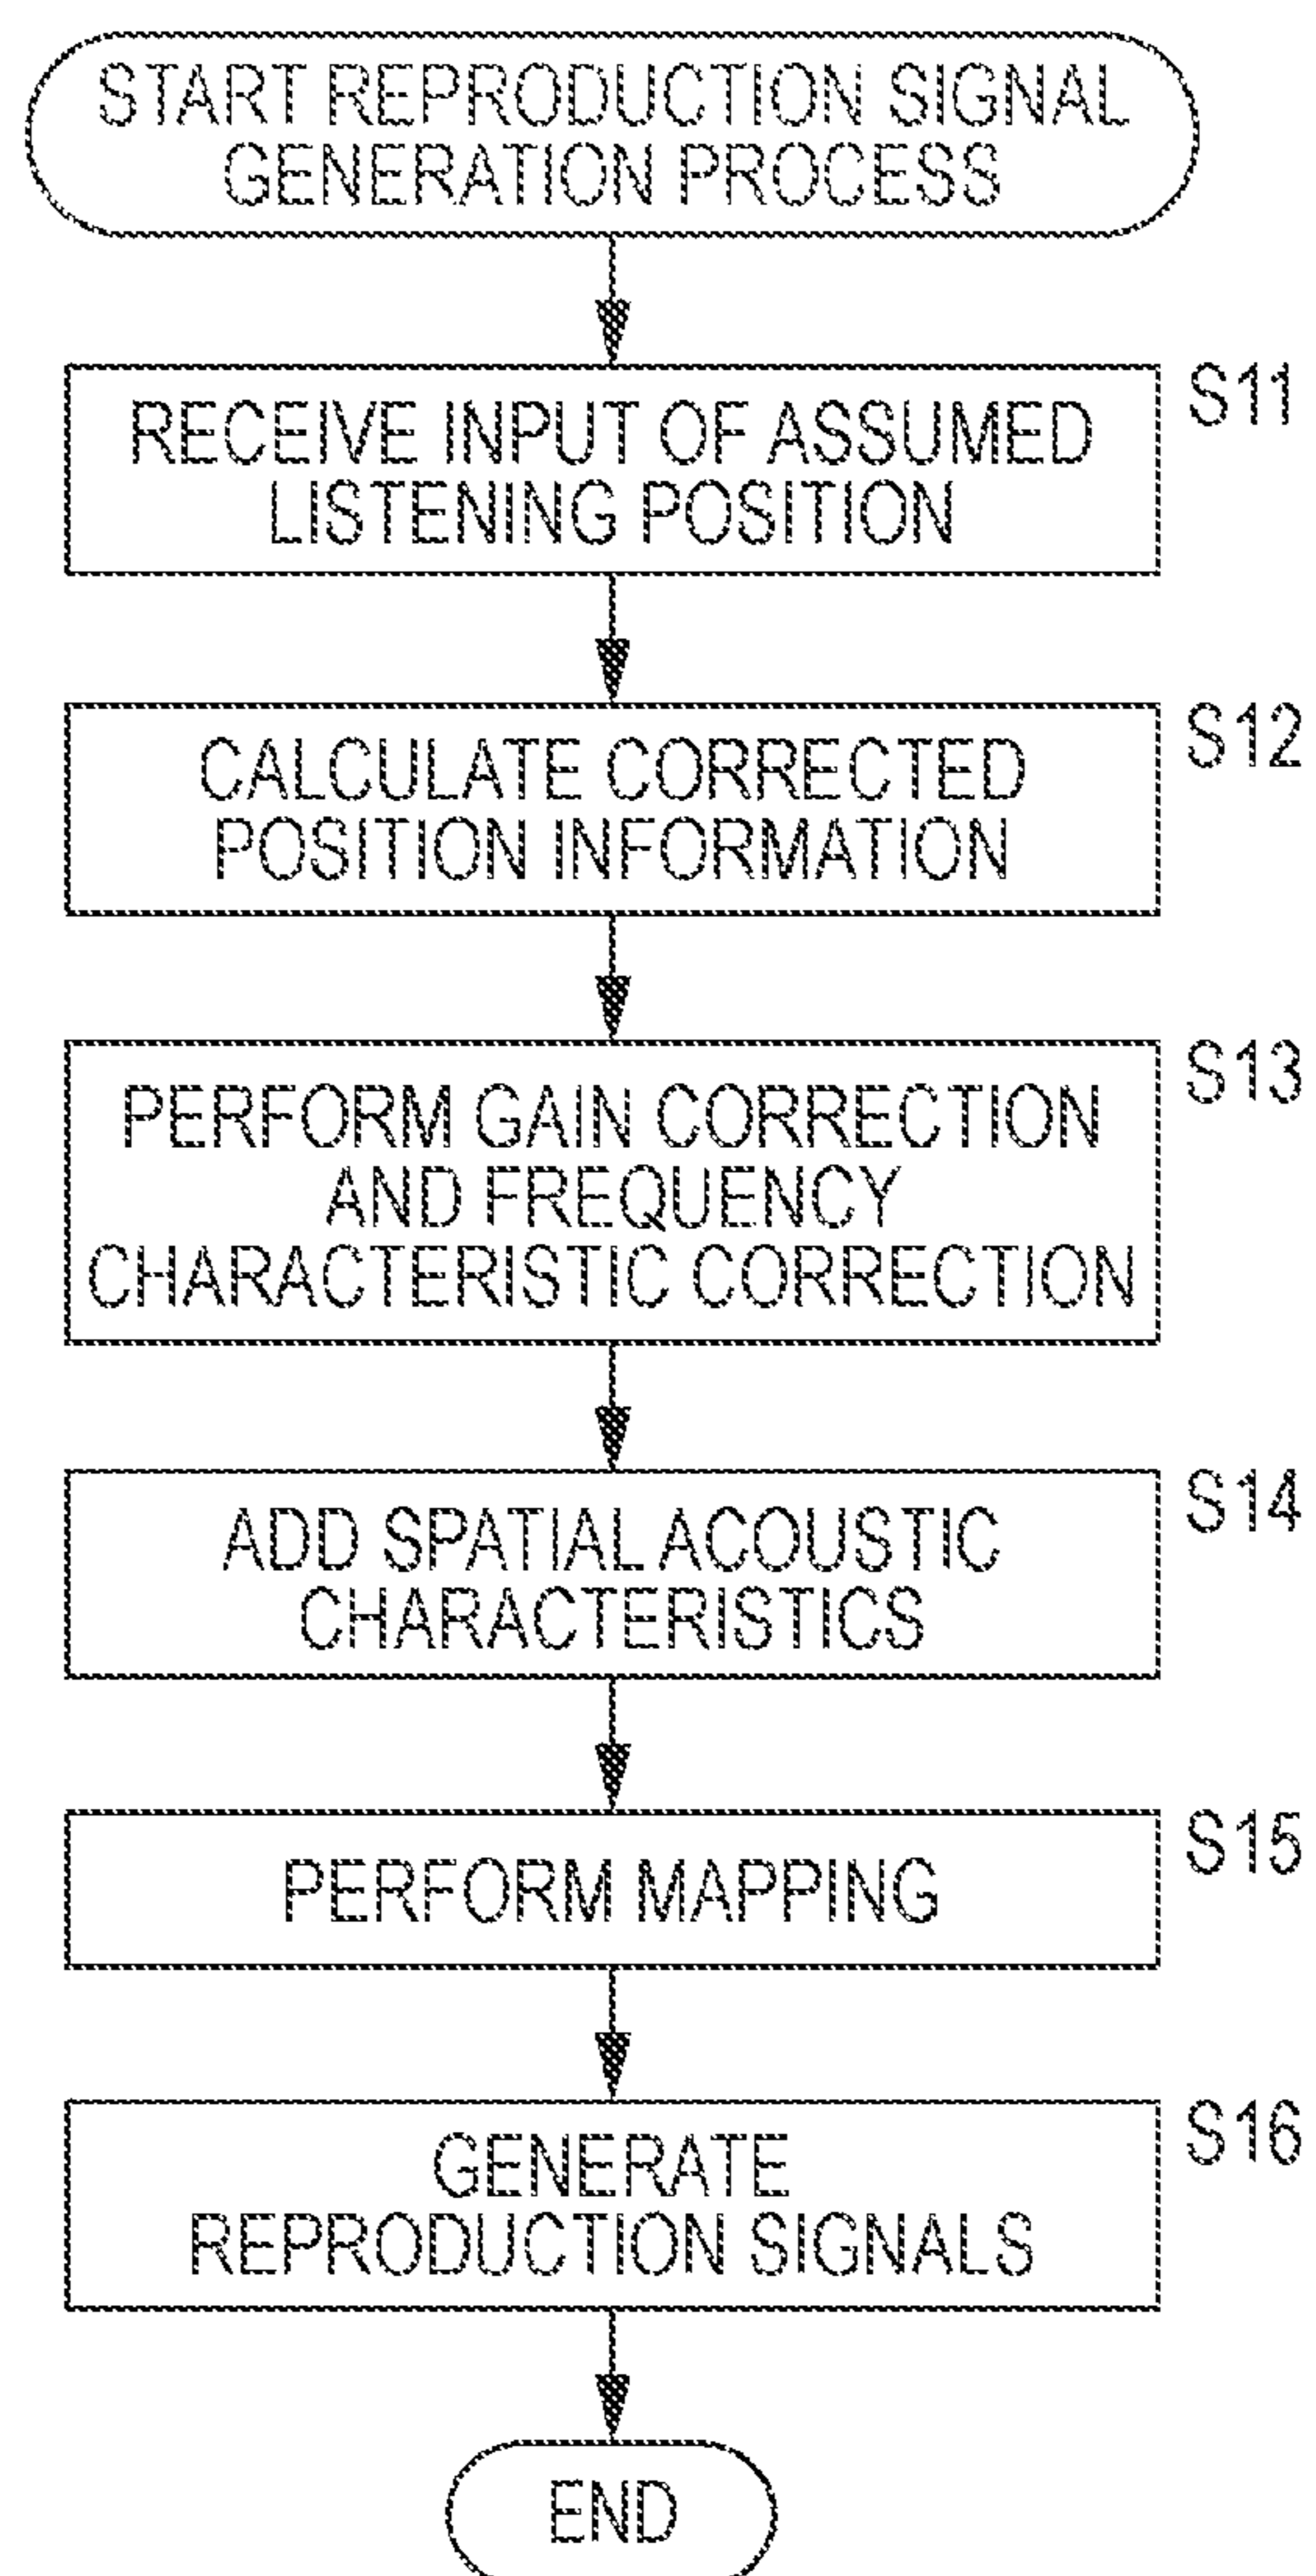 START REPRODUCTION SIGNAL
GENERATION PROCESS
S11
RECEIVE INPUT OF ASSUMED
LISTENING POSITION
S12
CALCULATE CORRECTED
POSITION INFORMATION
S13
PERFORM GAIN CORRECTION
AND FREQUENCY
CHARACTERISTIC CORRECTION
S14
ADD SPATIAL ACOUSTIC
CHARACTERISTICS
S15
PERFORM MAPPING
S16
GENERATE
REPRODUCTION SIGNALS
END